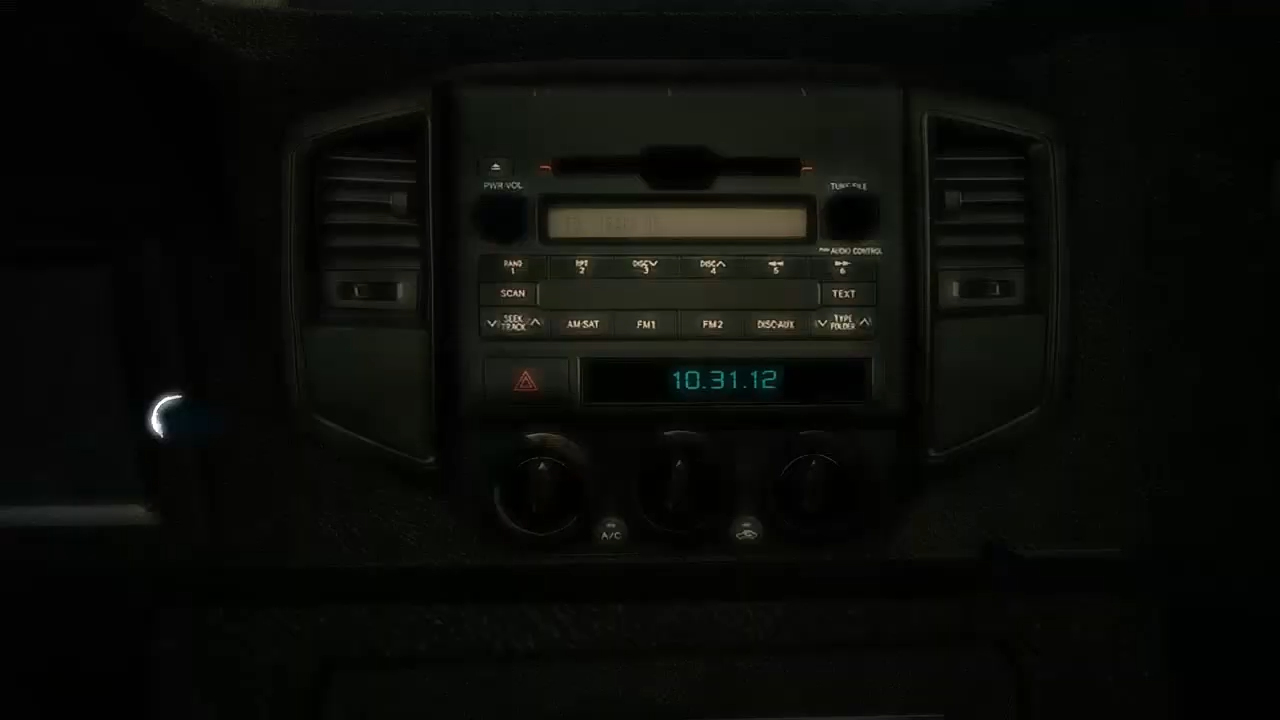 PWR·VOL
TUNE·FILE
PUSH AUDIO CONTROL
RAND RPT DISC DISC
1 2 3 4 5 6
SCAN TEXT
SEEK TRACK AM·SAT FM1 FM2 DISC·AUX TYPE FOLDER
10.31.12
A/C